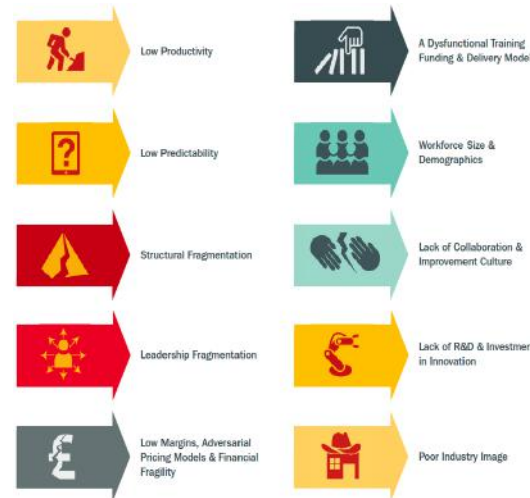 Low Productivity
Low Predictability
Structural Fragmentation
Leadership Fragmentation
Low Margins, Adversarial
Pricing Models & Financial
Fragility
A Dysfunctional Training
Funding & Delivery Model
Workforce Size &
Demographics
Lack of Collaboration &
Improvement Culture
Lack of R&D & Investmen
in Innovation
Poor Industry Image